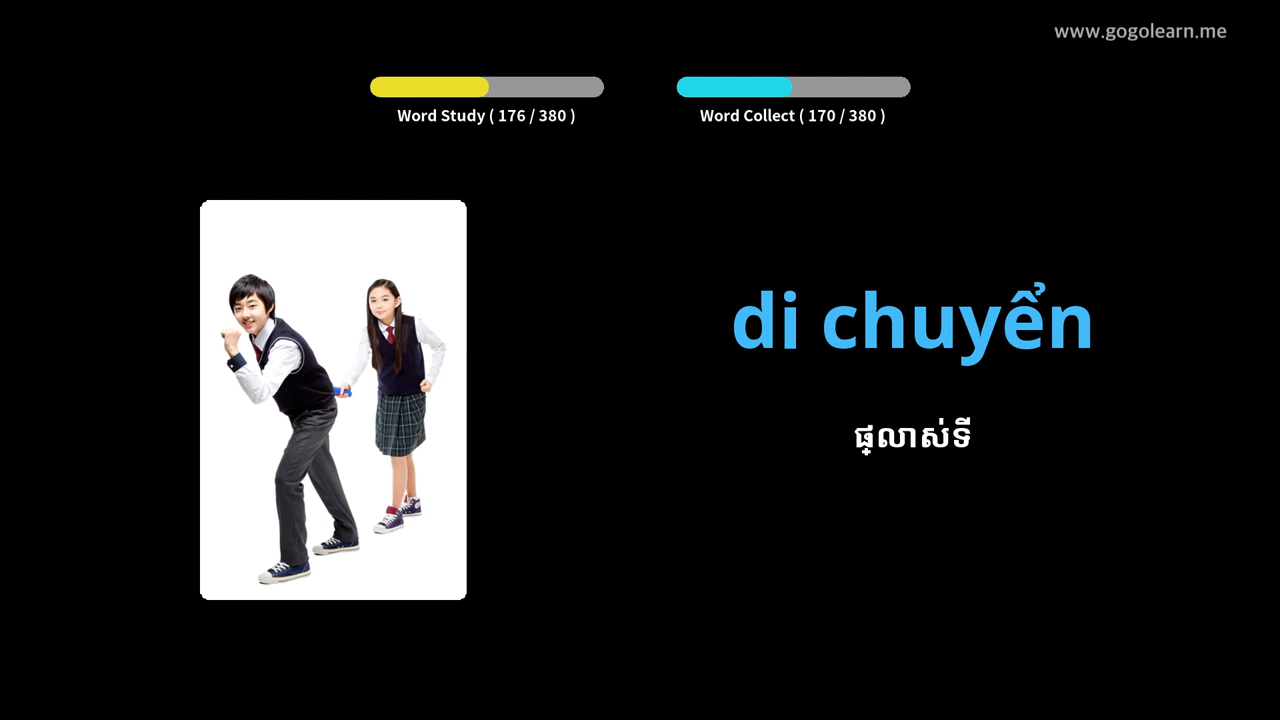 www.gogolearn.me
Word Study ( 176 / 380 )
Word Collect ( 170 / 380 )
di chuyển
ផ្លាស់ទី